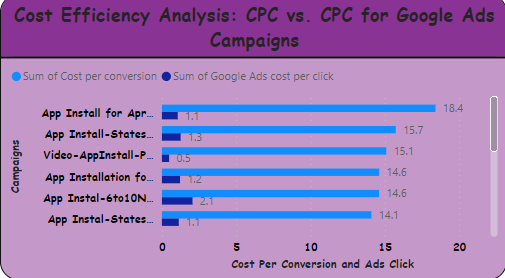 Cost Efficiency Analysis: CPC vs. CPC for Google Ads
Campaigns
Sum of Cost per conversion Sum of Google Ads cost per click
App Install for Apr... 18.4
1.1
App Install-States... 15.7
1.3
Video-AppInstall-P... 15.1
0.5
App Installation fo... 14.6
1.2
App Instal-6to10N... 14.6
2.1
App Instal-States... 14.1
1.1
Campaigns
0 5 10 15 20
Cost Per Conversion and Ads Click